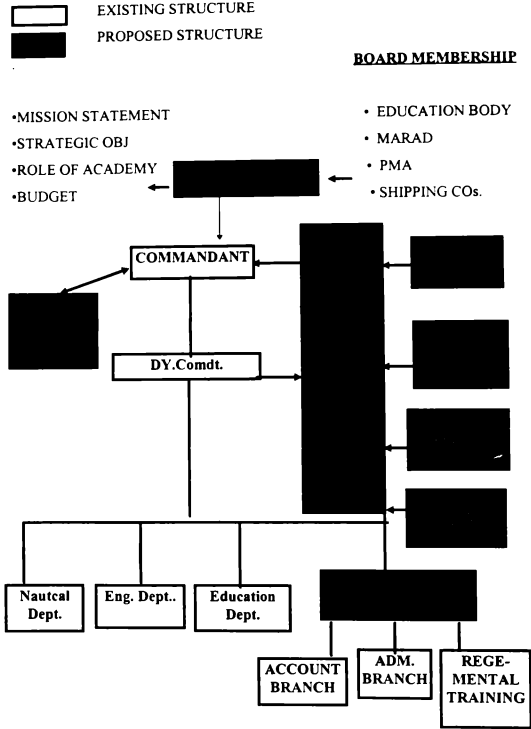 EXISTING STRUCTURE
PROPOSED STRUCTURE
BOARD MEMBERSHIP
•MISSION STATEMENT
•STRATEGIC OBJ
•ROLE OF ACADEMY
•BUDGET
• EDUCATION BODY
• MARAD
• PMA
• SHIPPING COs.
COMMANDANT
DY.Comdt.
Nautcal
Dept.
Eng. Dept..
Education
Dept.
ACCOUNT
BRANCH
ADM.
BRANCH
REGE-
MENTAL
TRAINING